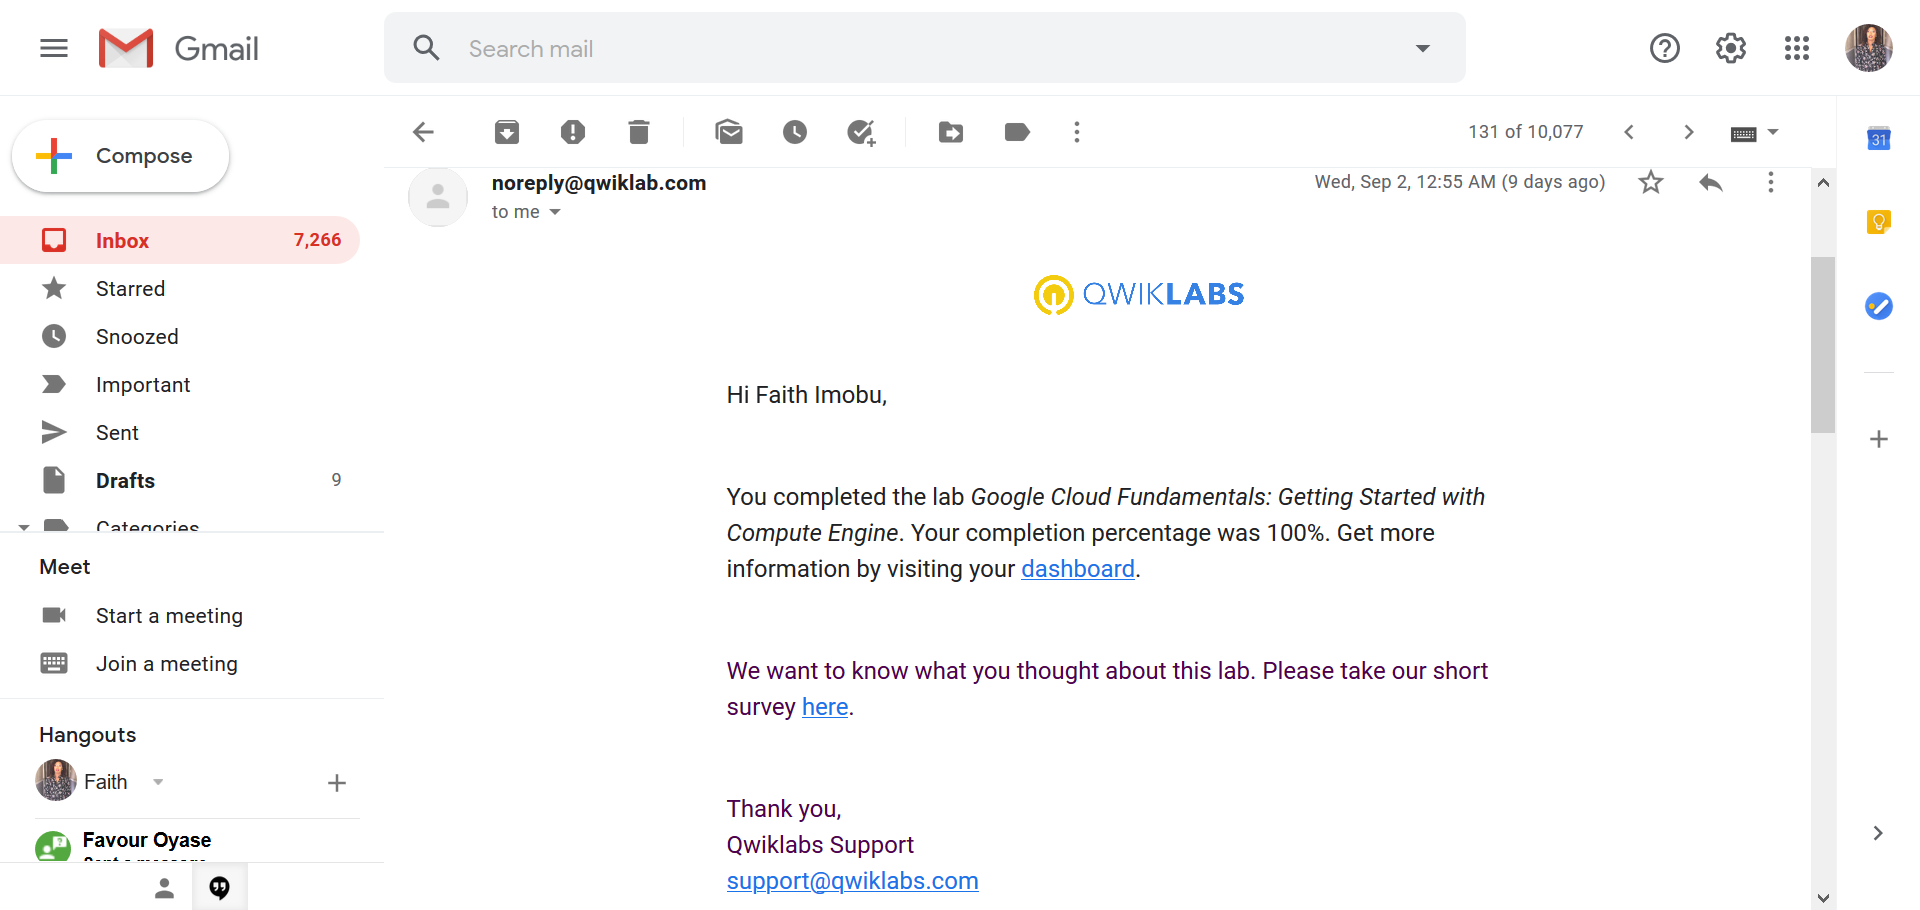 Gmail
Search mail
Compose
131 of 10,077
31
noreply@qwiklab.com
Wed, Sep 2, 12:55 AM (9 days ago)
to me
Inbox 7,266
Starred
Snoozed
Important
Sent
Drafts 9
Categories
Meet
Start a meeting
Join a meeting
Hangouts
Faith
Favour Oyase
QWIKLABS
Hi Faith Imobu,
You completed the lab Google Cloud Fundamentals: Getting Started with
Compute Engine. Your completion percentage was 100%. Get more
information by visiting your dashboard.
We want to know what you thought about this lab. Please take our short
survey here.
Thank you,
Qwiklabs Support
support@qwiklabs.com